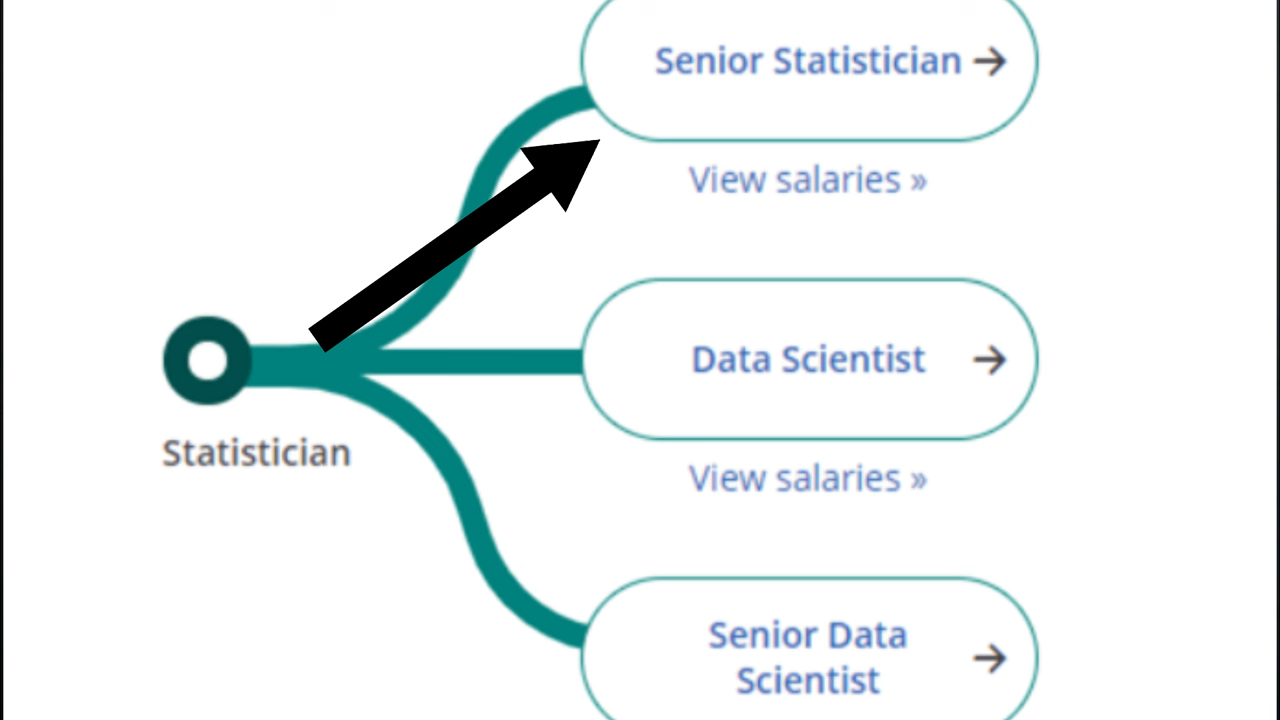 Senior Statistician →
View salaries »
Data Scientist →
View salaries »
Statistician
Senior Data
Scientist →